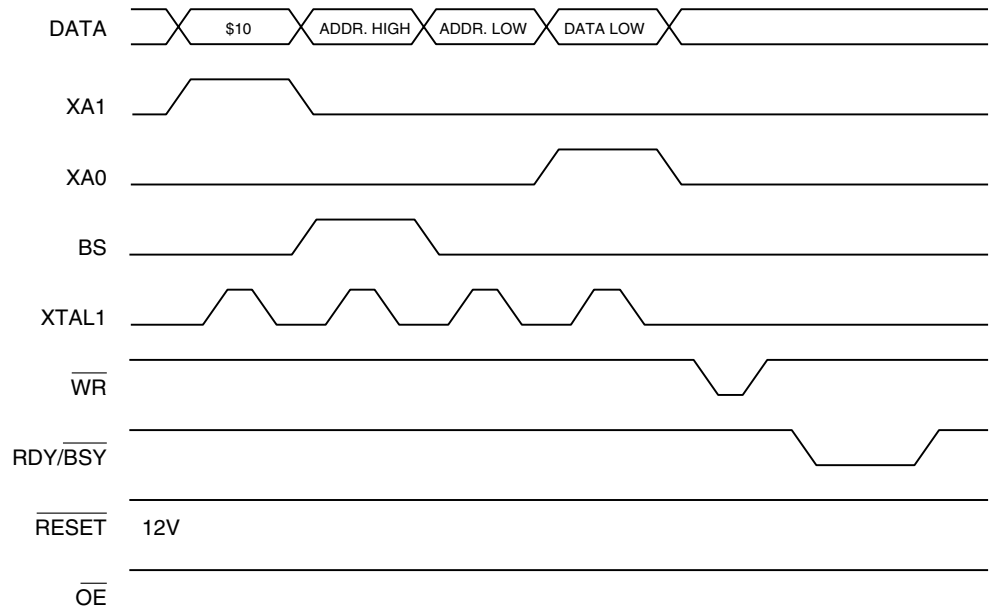 DATA $10 ADDR. HIGH ADDR. LOW DATA LOW
XA1
XA0
BS
XTAL1
WR
RDY/BSY
RESET 12V
OE